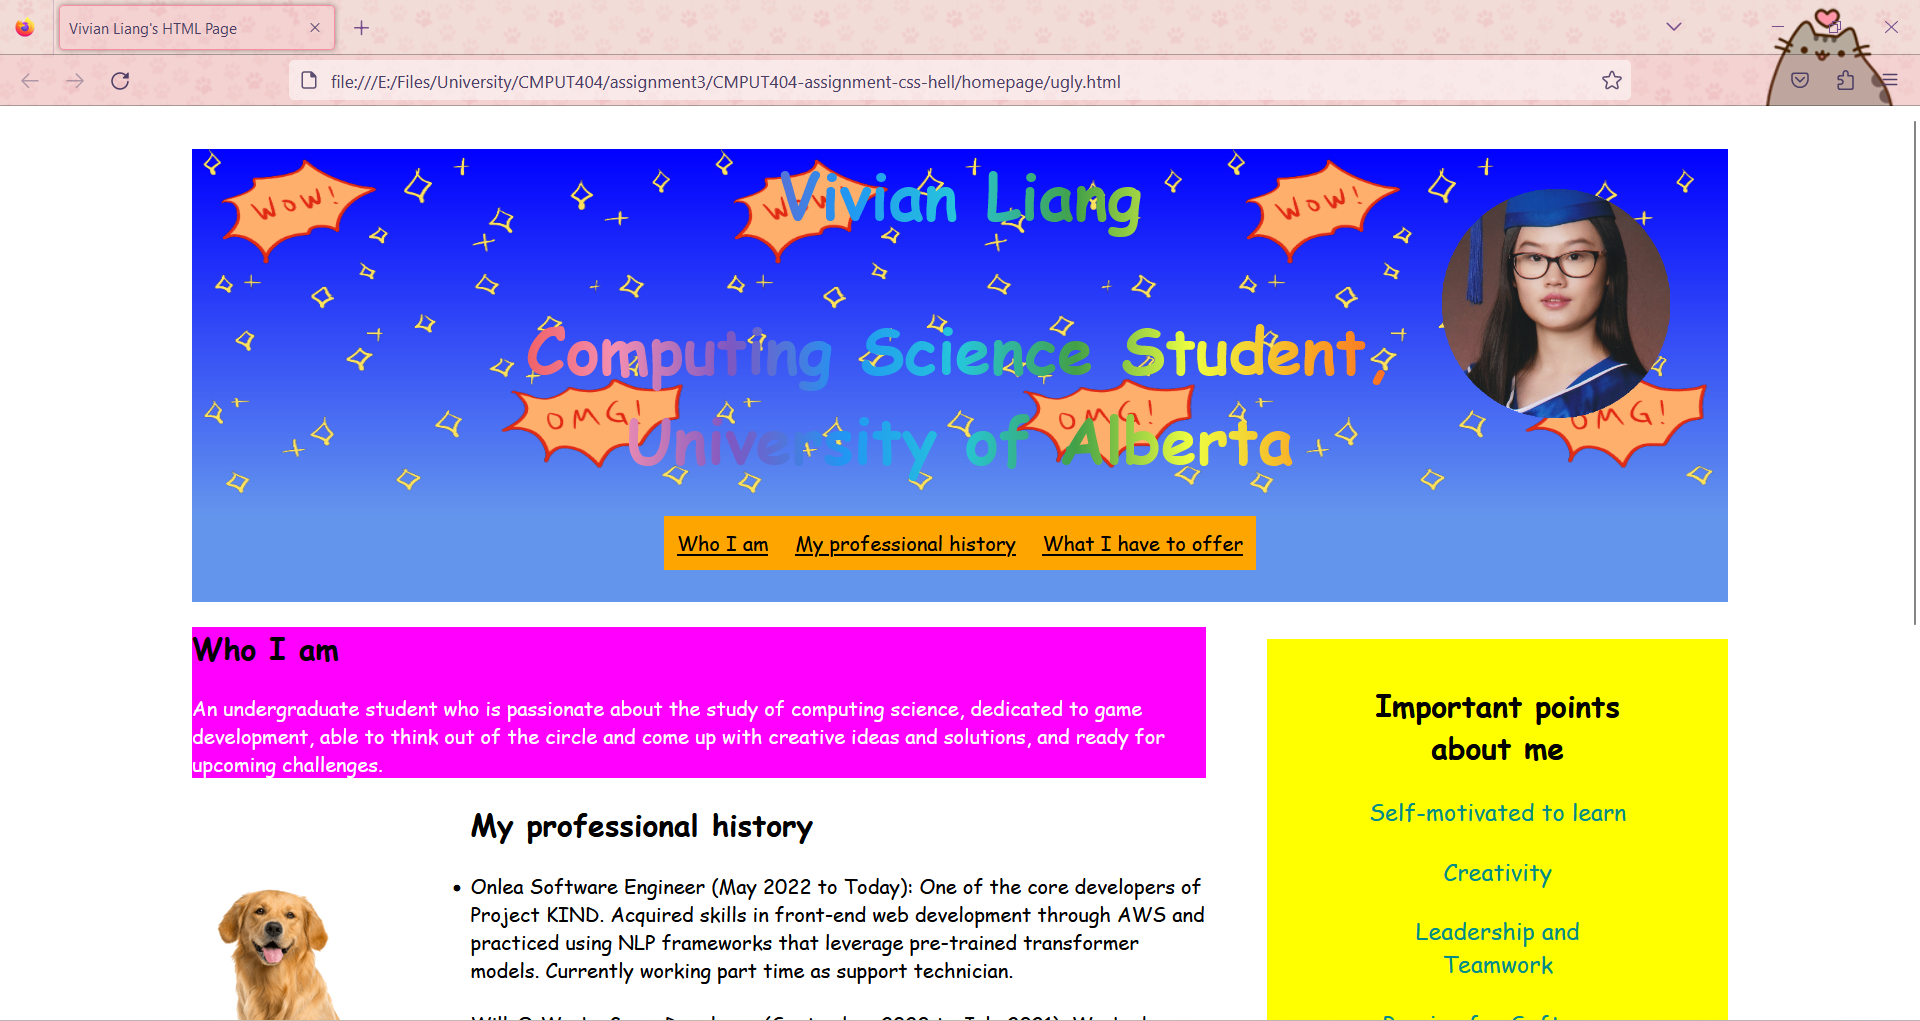 Vivian Liang's HTML Page
file:///E:/Files/University/CMPUT404/assignment3/CMPUT404-assignment-css-hell/homepage/ugly.html
WOW!
WOW!
WOW!
Vivian Liang
Computing Science Student,
OMG!
OMG!
OMG!
University of Alberta
Who I am
My professional history
What I have to offer
Who I am
An undergraduate student who is passionate about the study of computing science, dedicated to game
development, able to think out of the circle and come up with creative ideas and solutions, and ready for
upcoming challenges.
My professional history
• Onlea Software Engineer (May 2022 to Today): One of the core developers of
Project KIND. Acquired skills in front-end web development through AWS and
practiced using NLP frameworks that leverage pre-trained transformer
models. Currently working part time as support technician.
Important points
about me
Self-motivated to learn
Creativity
Leadership and
Teamwork